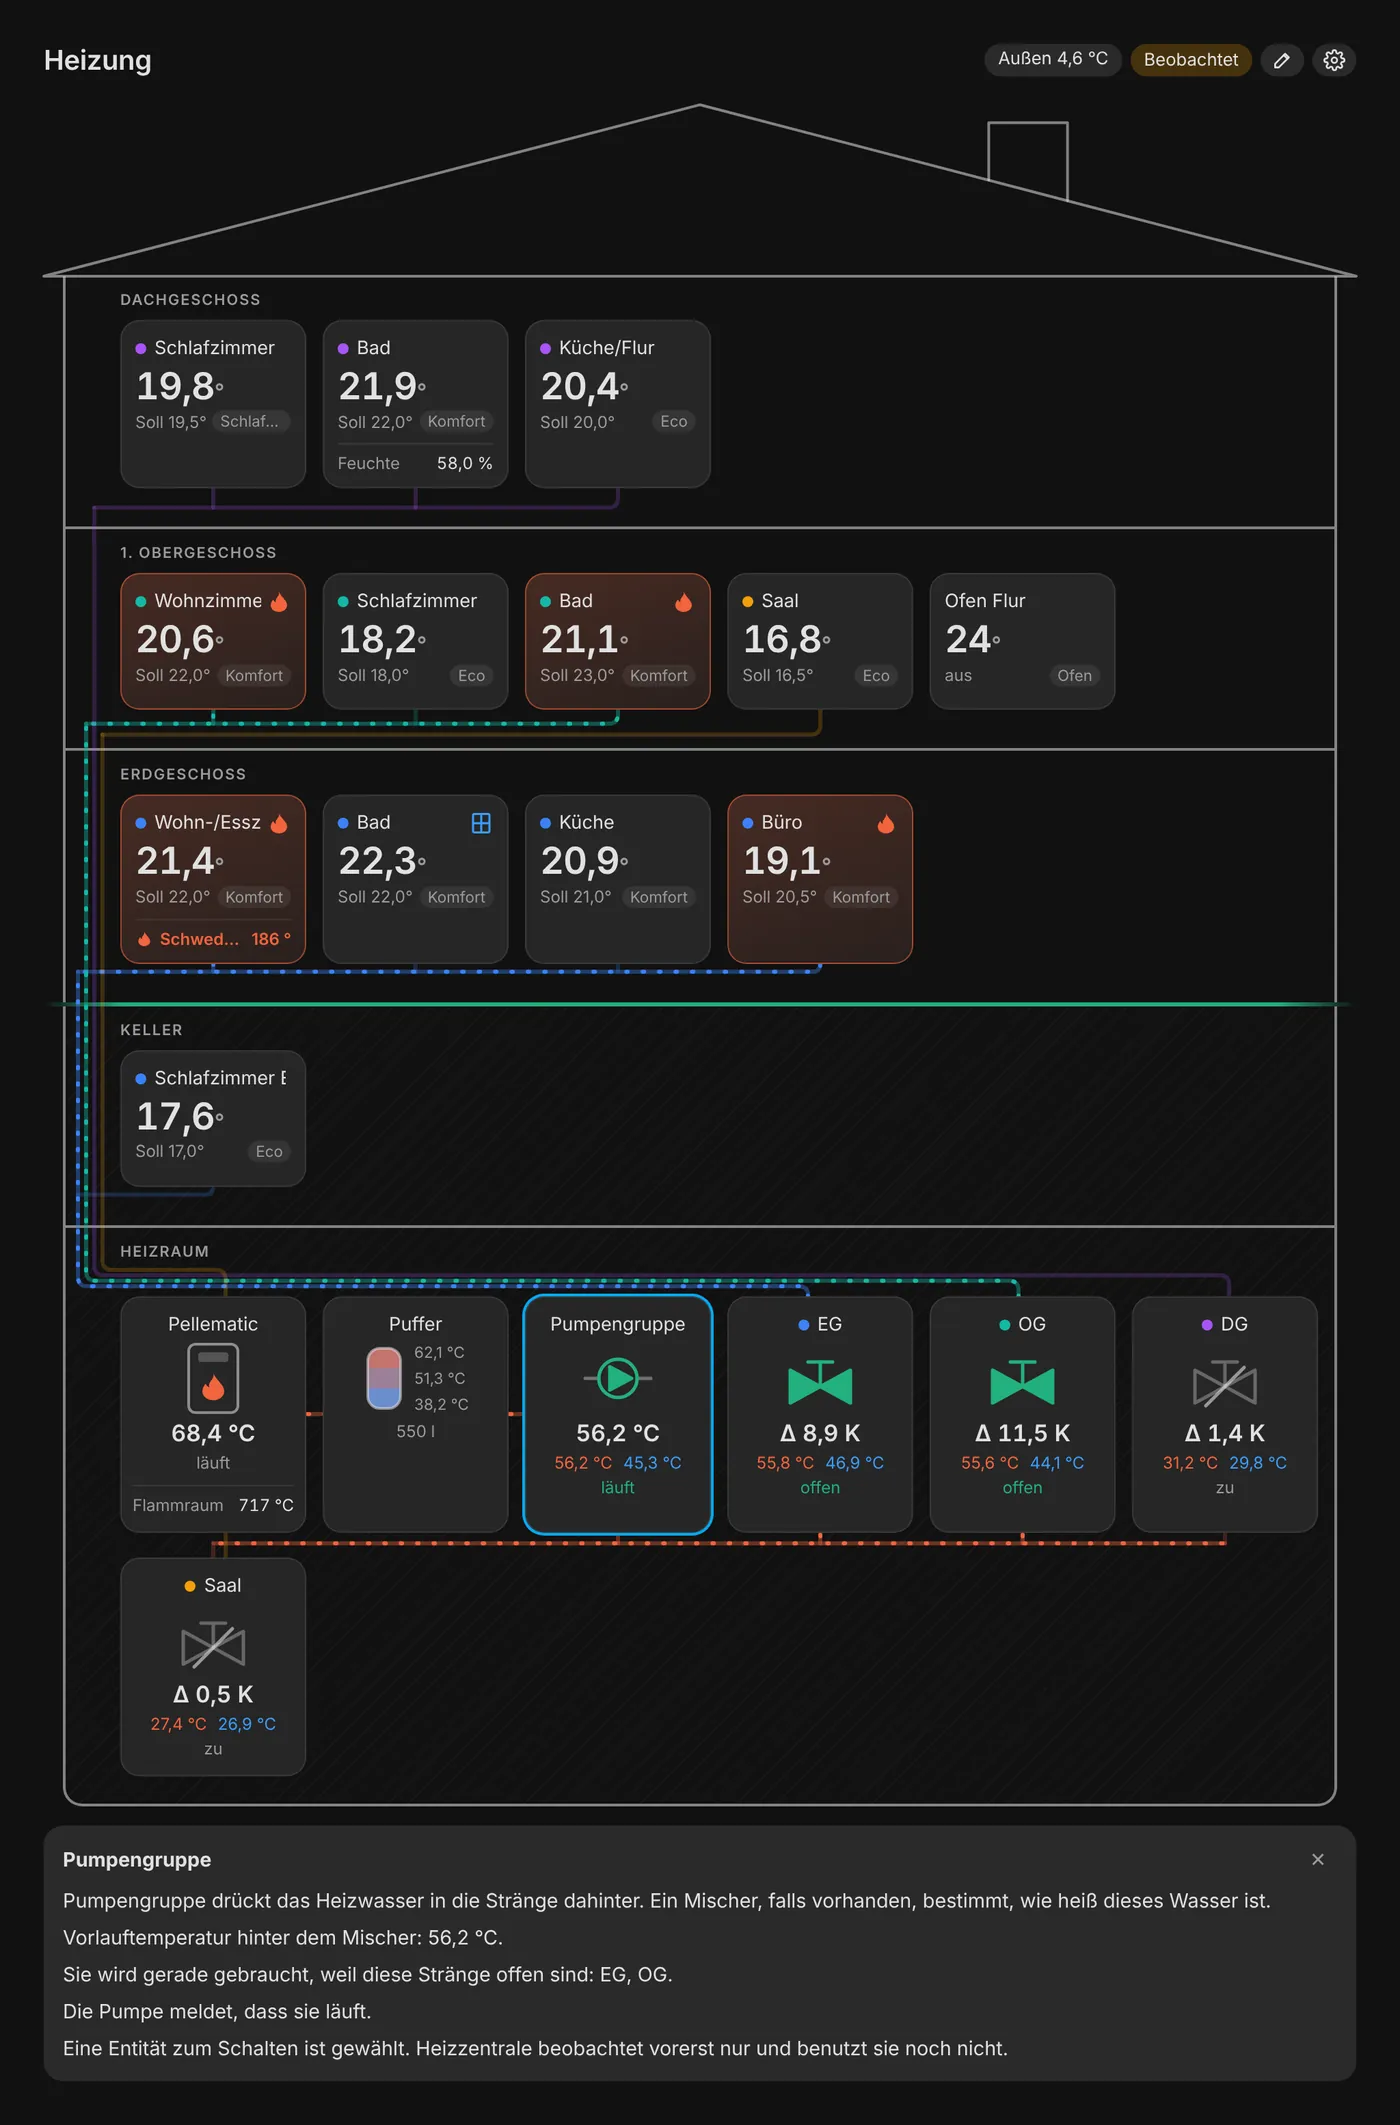 Heizung
Außen 4,6 °C
Beobachtet
DACHGESCHOSS
Schlafzimmer
19,8°
Soll 19,5° Schlaf...
Bad
21,9°
Soll 22,0° Komfort
Feuchte 58,0 %
Küche/Flur
20,4°
Soll 20,0° Eco
1. OBERGESCHOSS
Wohnzimme
20,6°
Soll 22,0° Komfort
Schlafzimmer
18,2°
Soll 18,0° Eco
Bad
21,1°
Soll 23,0° Komfort
Saal
16,8°
Soll 16,5° Eco
Ofen Flur
24°
aus Ofen
ERDGESCHOSS
Wohn-/Essz
21,4°
Soll 22,0° Komfort
Schwed... 186 °
Bad
22,3°
Soll 22,0° Komfort
Küche
20,9°
Soll 21,0° Komfort
Büro
19,1°
Soll 20,5° Komfort
KELLER
Schlafzimmer E
17,6°
Soll 17,0° Eco
HEIZRAUM
Pellematic
68,4 °C
läuft
Flammraum 717 °C
Puffer
62,1 °C
51,3 °C
38,2 °C
550 l
Pumpengruppe
56,2 °C
56,2 °C 45,3 °C
läuft
EG
Δ 8,9 K
55,8 °C 46,9 °C
offen
OG
Δ 11,5 K
55,6 °C 44,1 °C
offen
DG
Δ 1,4 K
31,2 °C 29,8 °C
zu
Saal
Δ 0,5 K
27,4 °C 26,9 °C
zu
Pumpengruppe
Pumpengruppe drückt das Heizwasser in die Stränge dahinter. Ein Mischer, falls vorhanden, bestimmt, wie heiß dieses Wasser ist.
Vorlauftemperatur hinter dem Mischer: 56,2 °C.
Sie wird gerade gebraucht, weil diese Stränge offen sind: EG, OG.
Die Pumpe meldet, dass sie läuft.
Eine Entität zum Schalten ist gewählt. Heizzentrale beobachtet vorerst nur und benutzt sie noch nicht.